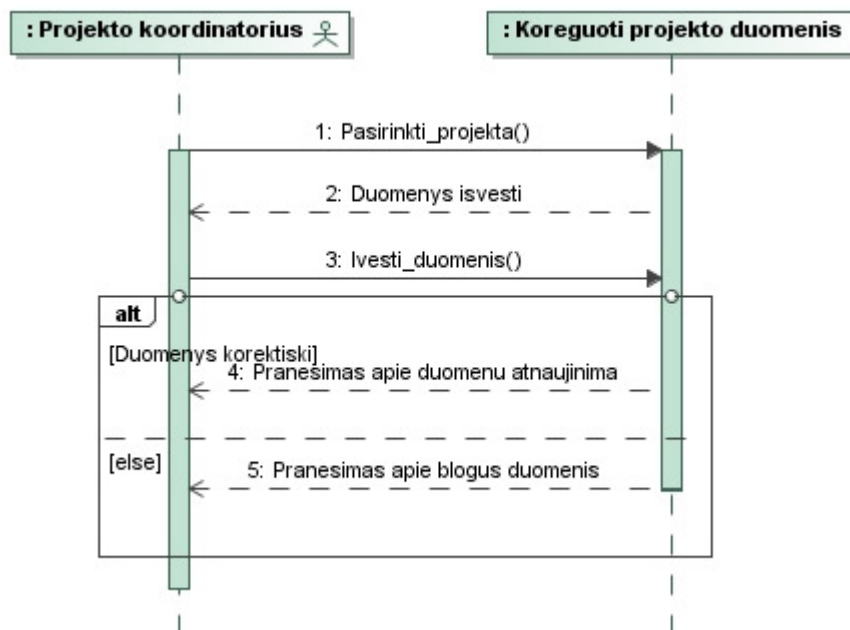 : Projekto koordinatorius
: Koreguoti projekto duomenis
1: Pasirinkti_projekta()
2: Duomenys isvesti
3: Ivesti_duomenis()
alt
[Duomenys korektiski]
4: Pranesimas apie duomenu atnaujinima
[else]
5: Pranesimas apie blogus duomenis